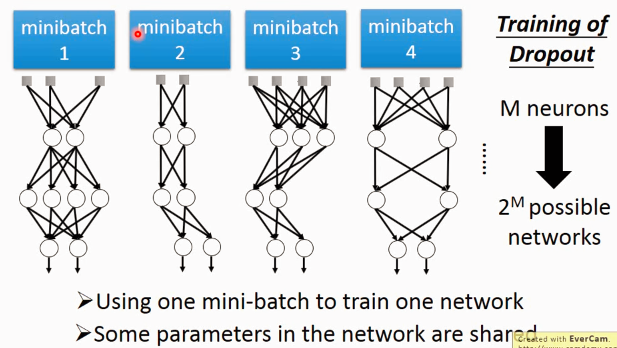 minibatch
1
minibatch
2
minibatch
3
minibatch
4
Training of
Dropout
M neurons
2ᴹ possible
networks
......
➢Using one mini-batch to train one network
➢Some parameters in the network are shared
Created with EverCam.